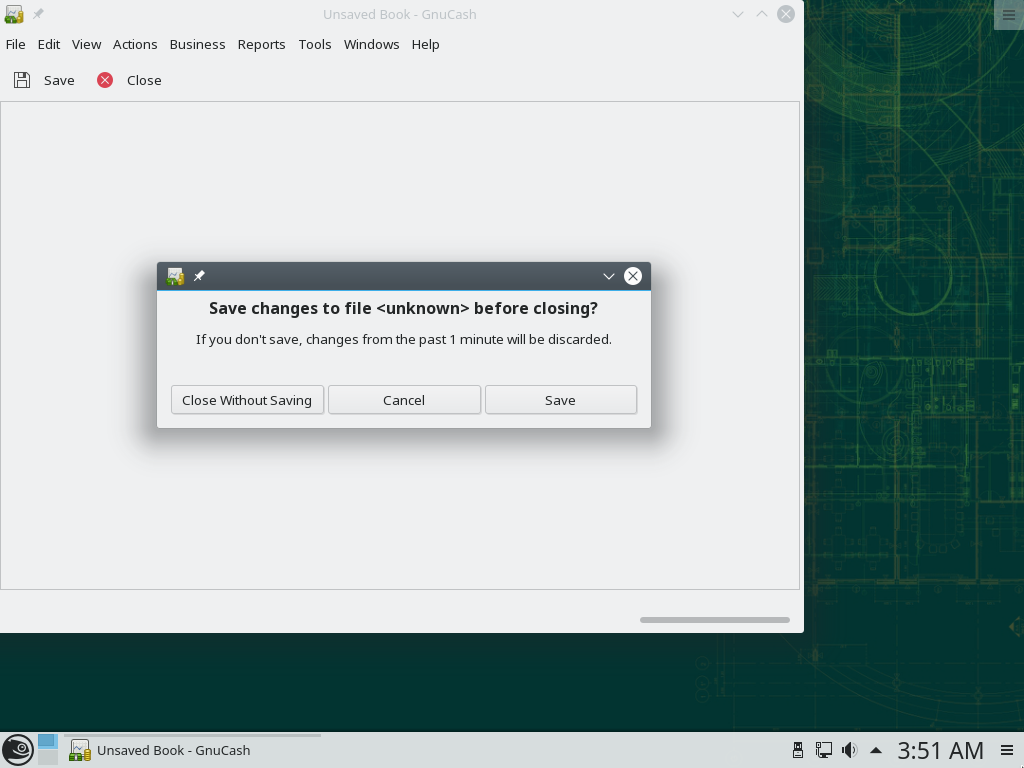 Unsaved Book - GnuCash
File Edit View Actions Business Reports Tools Windows Help
Save Close
Save changes to file <unknown> before closing?
If you don't save, changes from the past 1 minute will be discarded.
Close Without Saving Cancel Save
Unsaved Book - GnuCash 3:51 AM